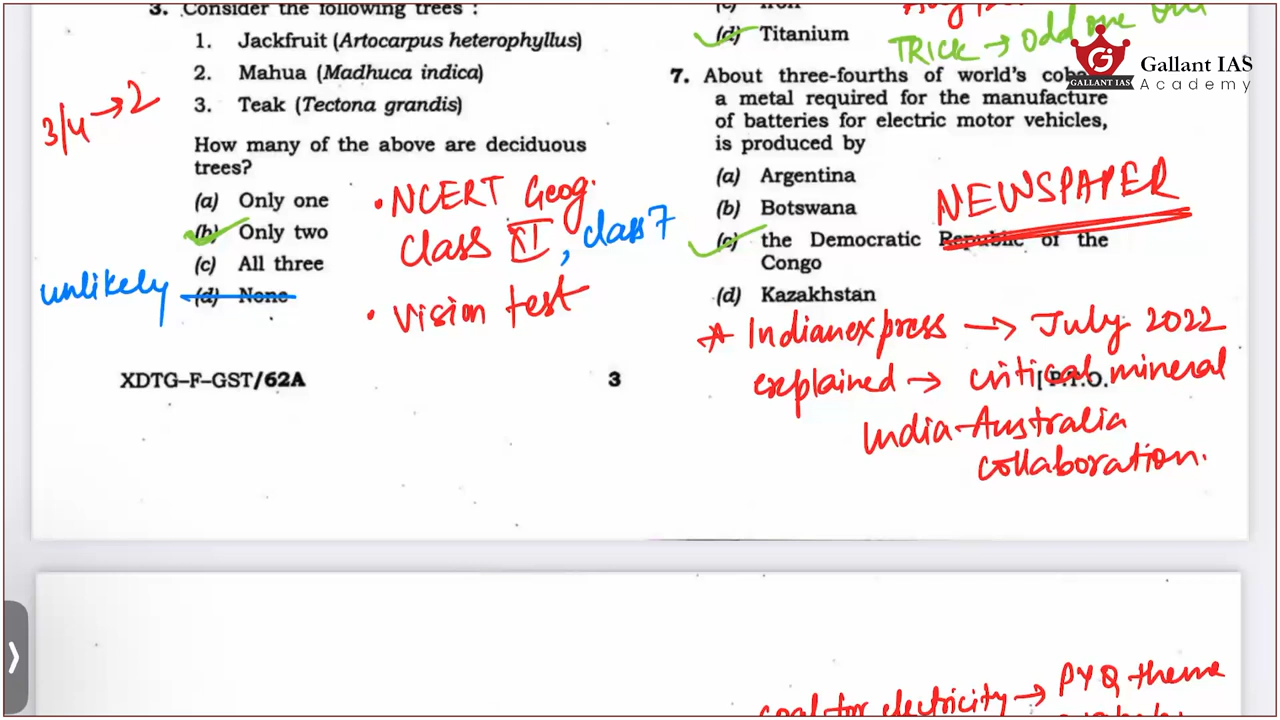 3. Consider the following trees :
1. Jackfruit (Artocarpus heterophyllus)
2. Mahua (Madhuca indica)
3. Teak (Tectona grandis)
3/4 → 2
How many of the above are deciduous
trees?
(a) Only one
(b) Only two
(c) All three
unlikely (d) None
• NCERT Geog.
Class XI, class 7
• Vision test
XDTG-F-GST/62A
3
[P.T.O.
(d) Titanium
TRICK → Odd one out
Gallant IAS
Academy
GALLANT IAS
7. About three-fourths of world's
a metal required for the manufacture
of batteries for electric motor vehicles,
is produced by
(a) Argentina
(b) Botswana
(c) the Democratic Republic of the
Congo
(d) Kazakhstan
NEWSPAPER
* Indianexpress → July 2022
explained → critical mineral
India-Australia
collaboration.
coal for electricity → PYQ theme